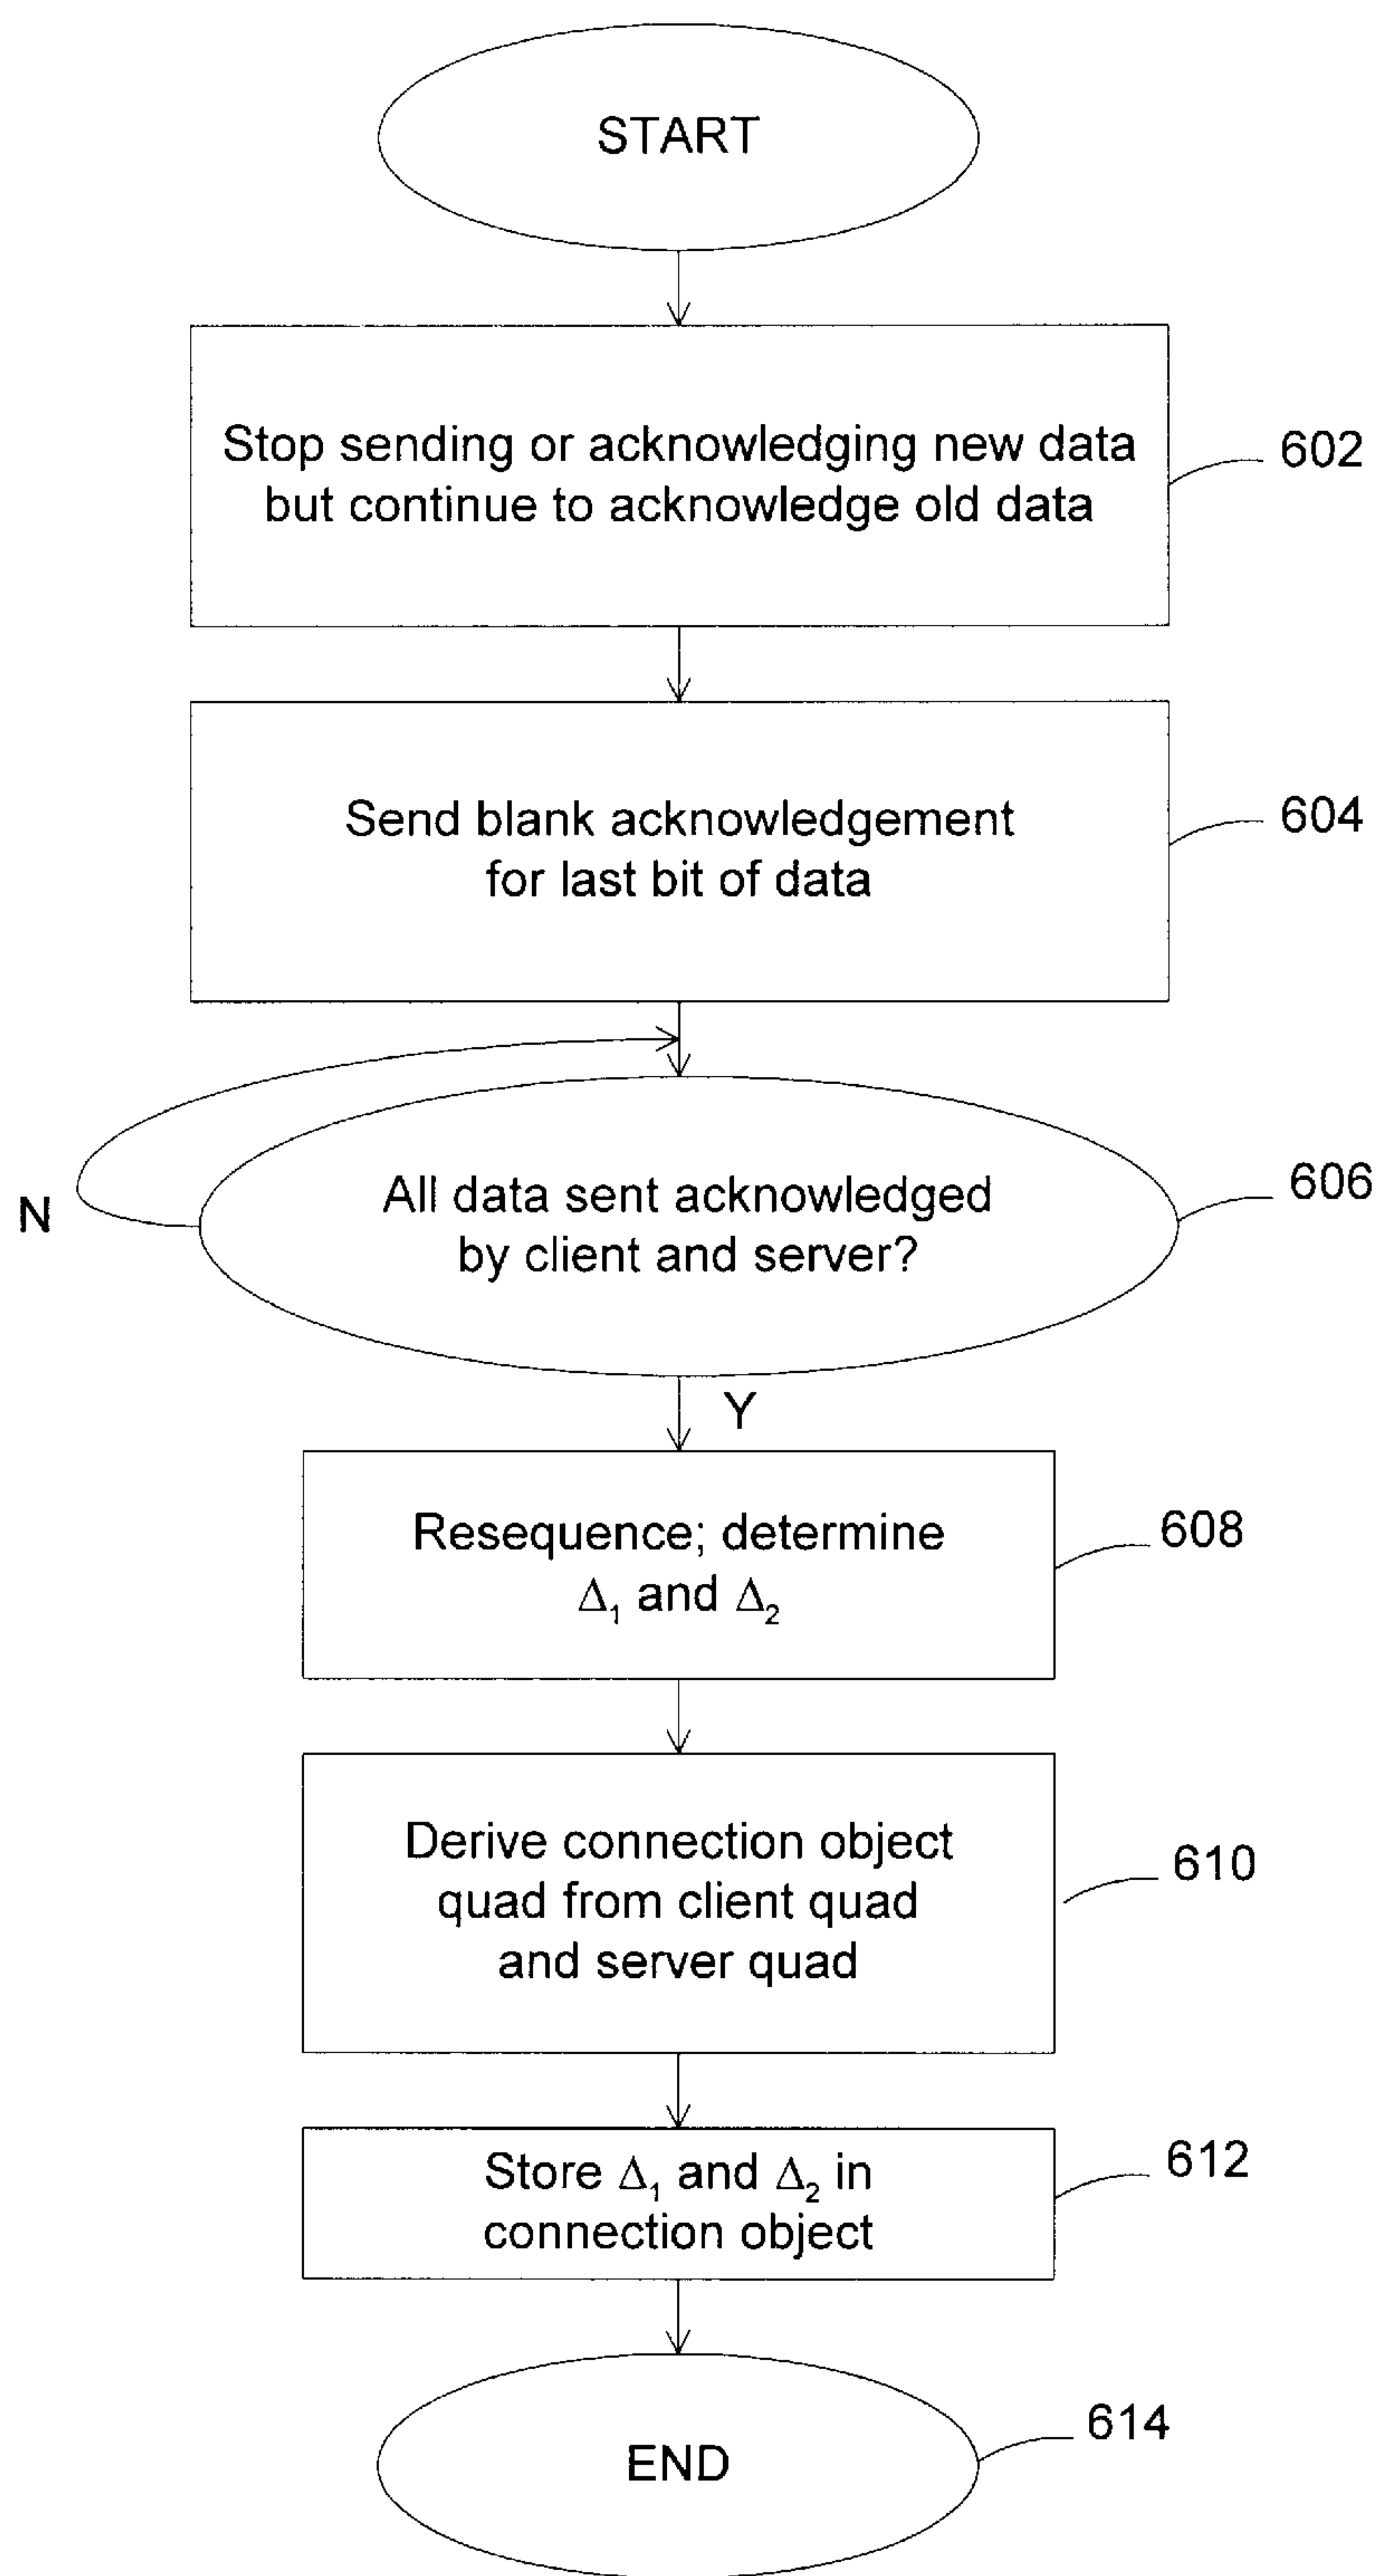 START
Stop sending or acknowledging new data
but continue to acknowledge old data
602
Send blank acknowledgement
for last bit of data
604
All data sent acknowledged
by client and server?
606
N
Y
Resequence; determine
Δ₁ and Δ₂
608
Derive connection object
quad from client quad
and server quad
610
Store Δ₁ and Δ₂ in
connection object
612
END
614